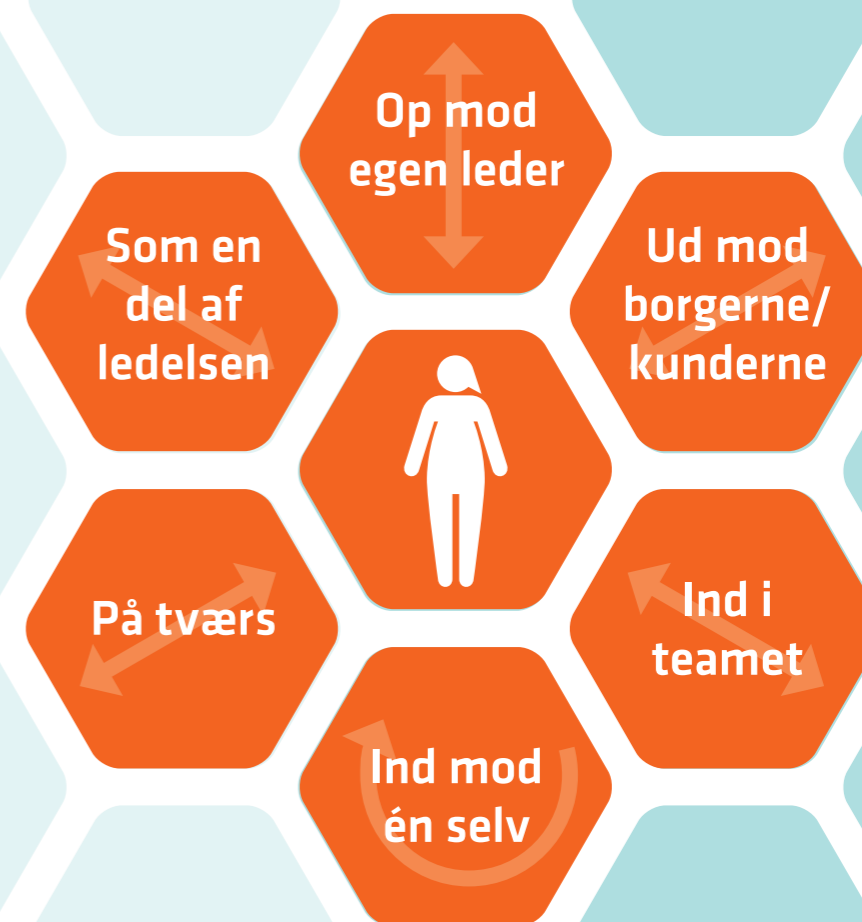 Op mod
egen leder
Som en
del af
ledelsen
Ud mod
borgerne/
kunderne
På tværs
Ind i
teamet
Ind mod
én selv